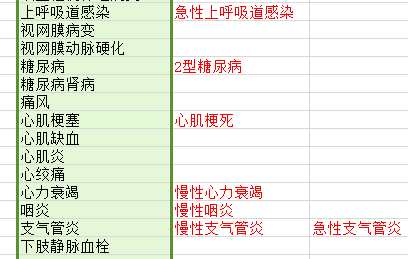 上呼吸道感染 急性上呼吸道感染
视网膜病变
视网膜动脉硬化
糖尿病 2型糖尿病
糖尿病肾病
痛风
心肌梗塞 心肌梗死
心肌缺血
心肌炎
心绞痛
心力衰竭 慢性心力衰竭
咽炎 慢性咽炎
支气管炎 慢性支气管炎 急性支气管炎
下肢静脉血栓